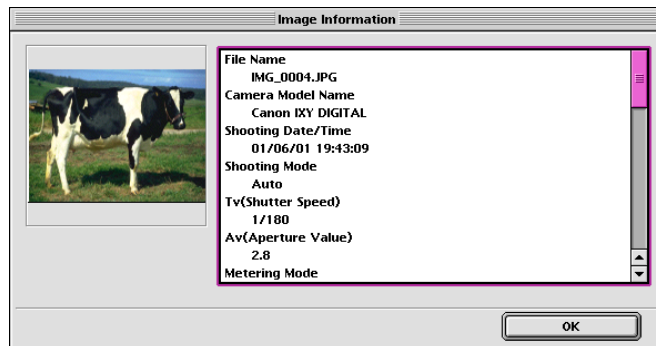 Image Information
File Name
IMG_0004.JPG
Camera Model Name
Canon IXY DIGITAL
Shooting Date/Time
01/06/01 19:43:09
Shooting Mode
Auto
Tv(Shutter Speed)
1/180
Av(Aperture Value)
2.8
Metering Mode
OK